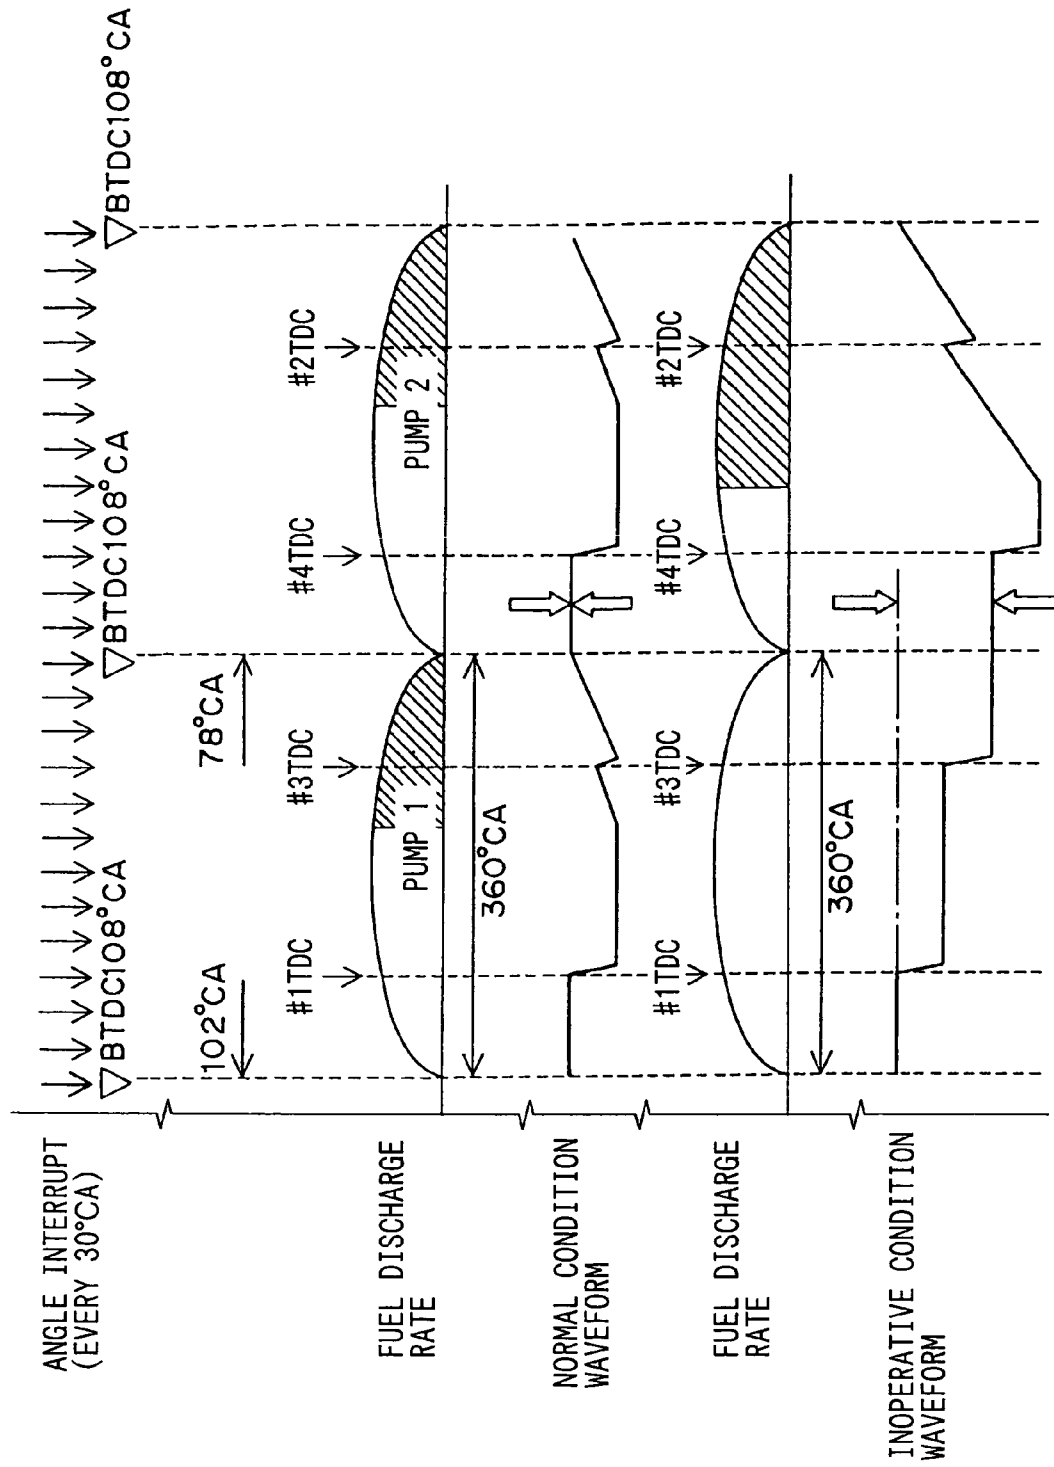 ANGLE INTERRUPT
(EVERY 30°CA)
▽BTDC108°CA
▽BTDC108°CA
▽BTDC108°CA
102°CA
78°CA
FUEL DISCHARGE
RATE
#1TDC
#3TDC
#4TDC
#2TDC
PUMP 1
PUMP 2
360°CA
NORMAL CONDITION
WAVEFORM
FUEL DISCHARGE
RATE
#1TDC
#3TDC
#4TDC
#2TDC
360°CA
INOPERATIVE CONDITION
WAVEFORM